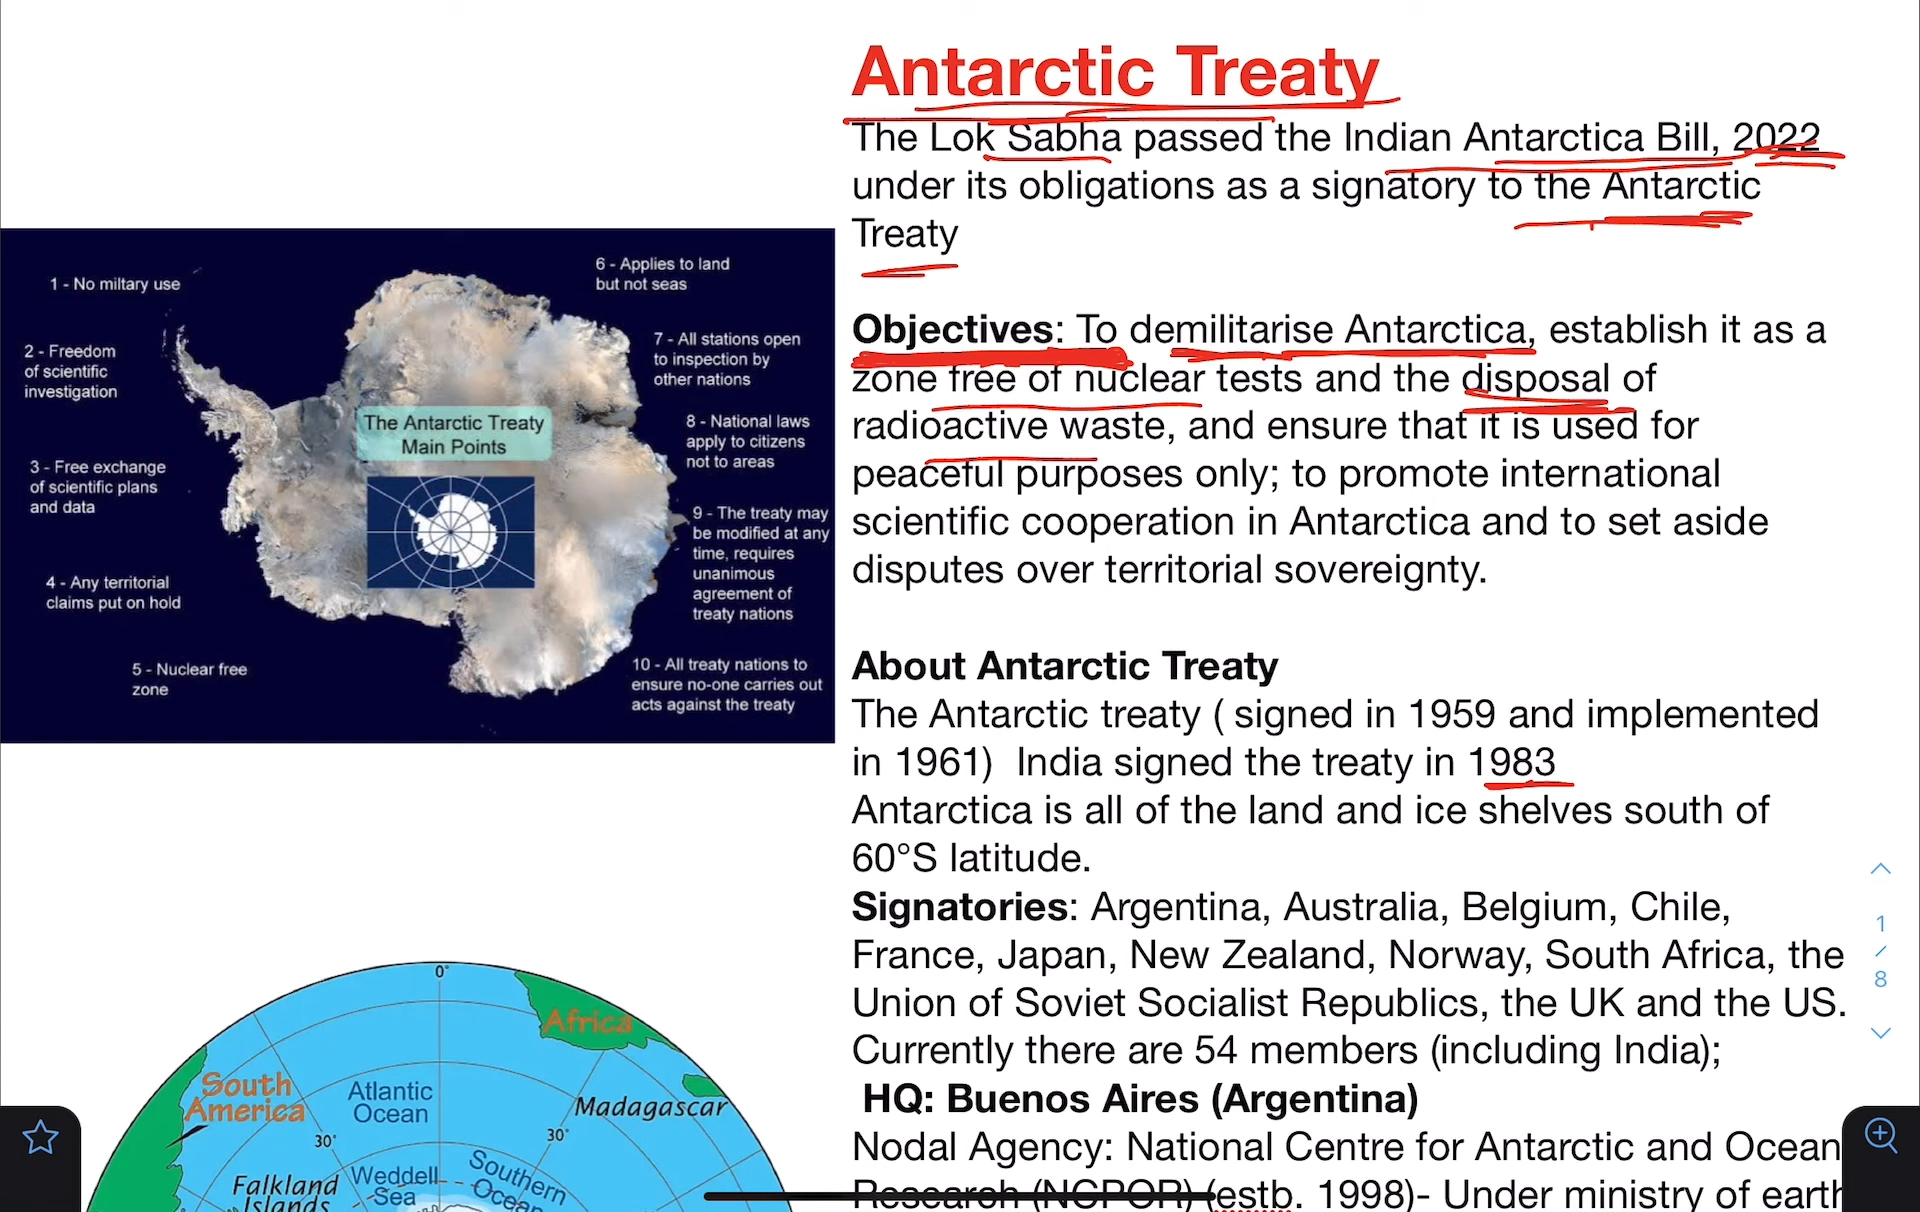 Antarctic Treaty
The Lok Sabha passed the Indian Antarctica Bill, 2022
under its obligations as a signatory to the Antarctic
Treaty
Objectives: To demilitarise Antarctica, establish it as a
zone free of nuclear tests and the disposal of
radioactive waste, and ensure that it is used for
peaceful purposes only; to promote international
scientific cooperation in Antarctica and to set aside
disputes over territorial sovereignty.
About Antarctic Treaty
The Antarctic treaty ( signed in 1959 and implemented
in 1961) India signed the treaty in 1983
Antarctica is all of the land and ice shelves south of
60°S latitude.
Signatories: Argentina, Australia, Belgium, Chile,
France, Japan, New Zealand, Norway, South Africa, the
Union of Soviet Socialist Republics, the UK and the US.
Currently there are 54 members (including India);
HQ: Buenos Aires (Argentina)
Nodal Agency: National Centre for Antarctic and Ocean
Research (NCPOR) (estb. 1998)- Under ministry of earth
1 - No miltary use
2 - Freedom
of scientific
investigation
3 - Free exchange
of scientific plans
and data
4 - Any territorial
claims put on hold
5 - Nuclear free
zone
The Antarctic Treaty
Main Points
6 - Applies to land
but not seas
7 - All stations open
to inspection by
other nations
8 - National laws
apply to citizens
not to areas
9 - The treaty may
be modified at any
time, requires
unanimous
agreement of
treaty nations
10 - All treaty nations to
ensure no-one carries out
acts against the treaty
0°
Africa
South
America
Atlantic
Ocean
Madagascar
30°
30°
Falkland
Islands
Weddell
Sea
Southern
Ocean
1
/
8